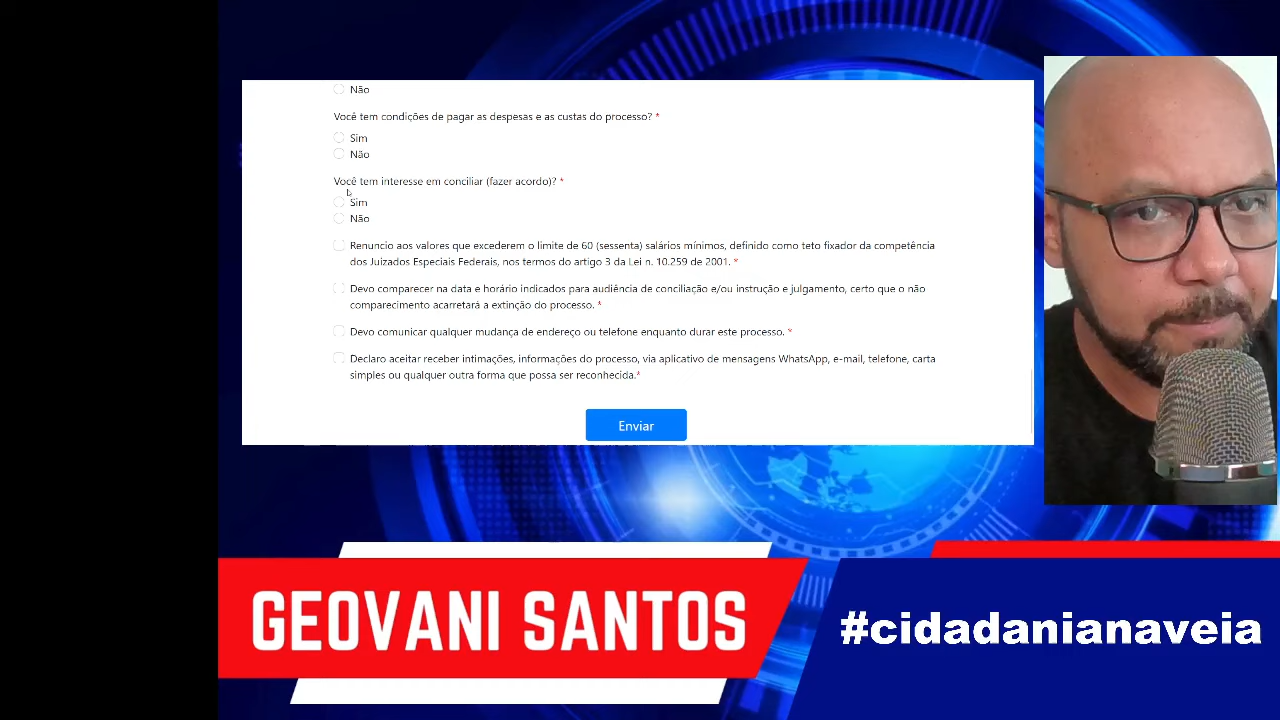 Não
Você tem condições de pagar as despesas e as custas do processo? *
Sim
Não
Você tem interesse em conciliar (fazer acordo)? *
Sim
Não
Renuncio aos valores que excederem o limite de 60 (sessenta) salários mínimos, definido como teto fixador da competência
dos Juizados Especiais Federais, nos termos do artigo 3 da Lei n. 10.259 de 2001. *
Devo comparecer na data e horário indicados para audiência de conciliação e/ou instrução e julgamento, certo que o não
comparecimento acarretará a extinção do processo. *
Devo comunicar qualquer mudança de endereço ou telefone enquanto durar este processo. *
Declaro aceitar receber intimações, informações do processo, via aplicativo de mensagens WhatsApp, e-mail, telefone, carta
simples ou qualquer outra forma que possa ser reconhecida.*
Enviar
GEOVANI SANTOS
#cidadanianaveia